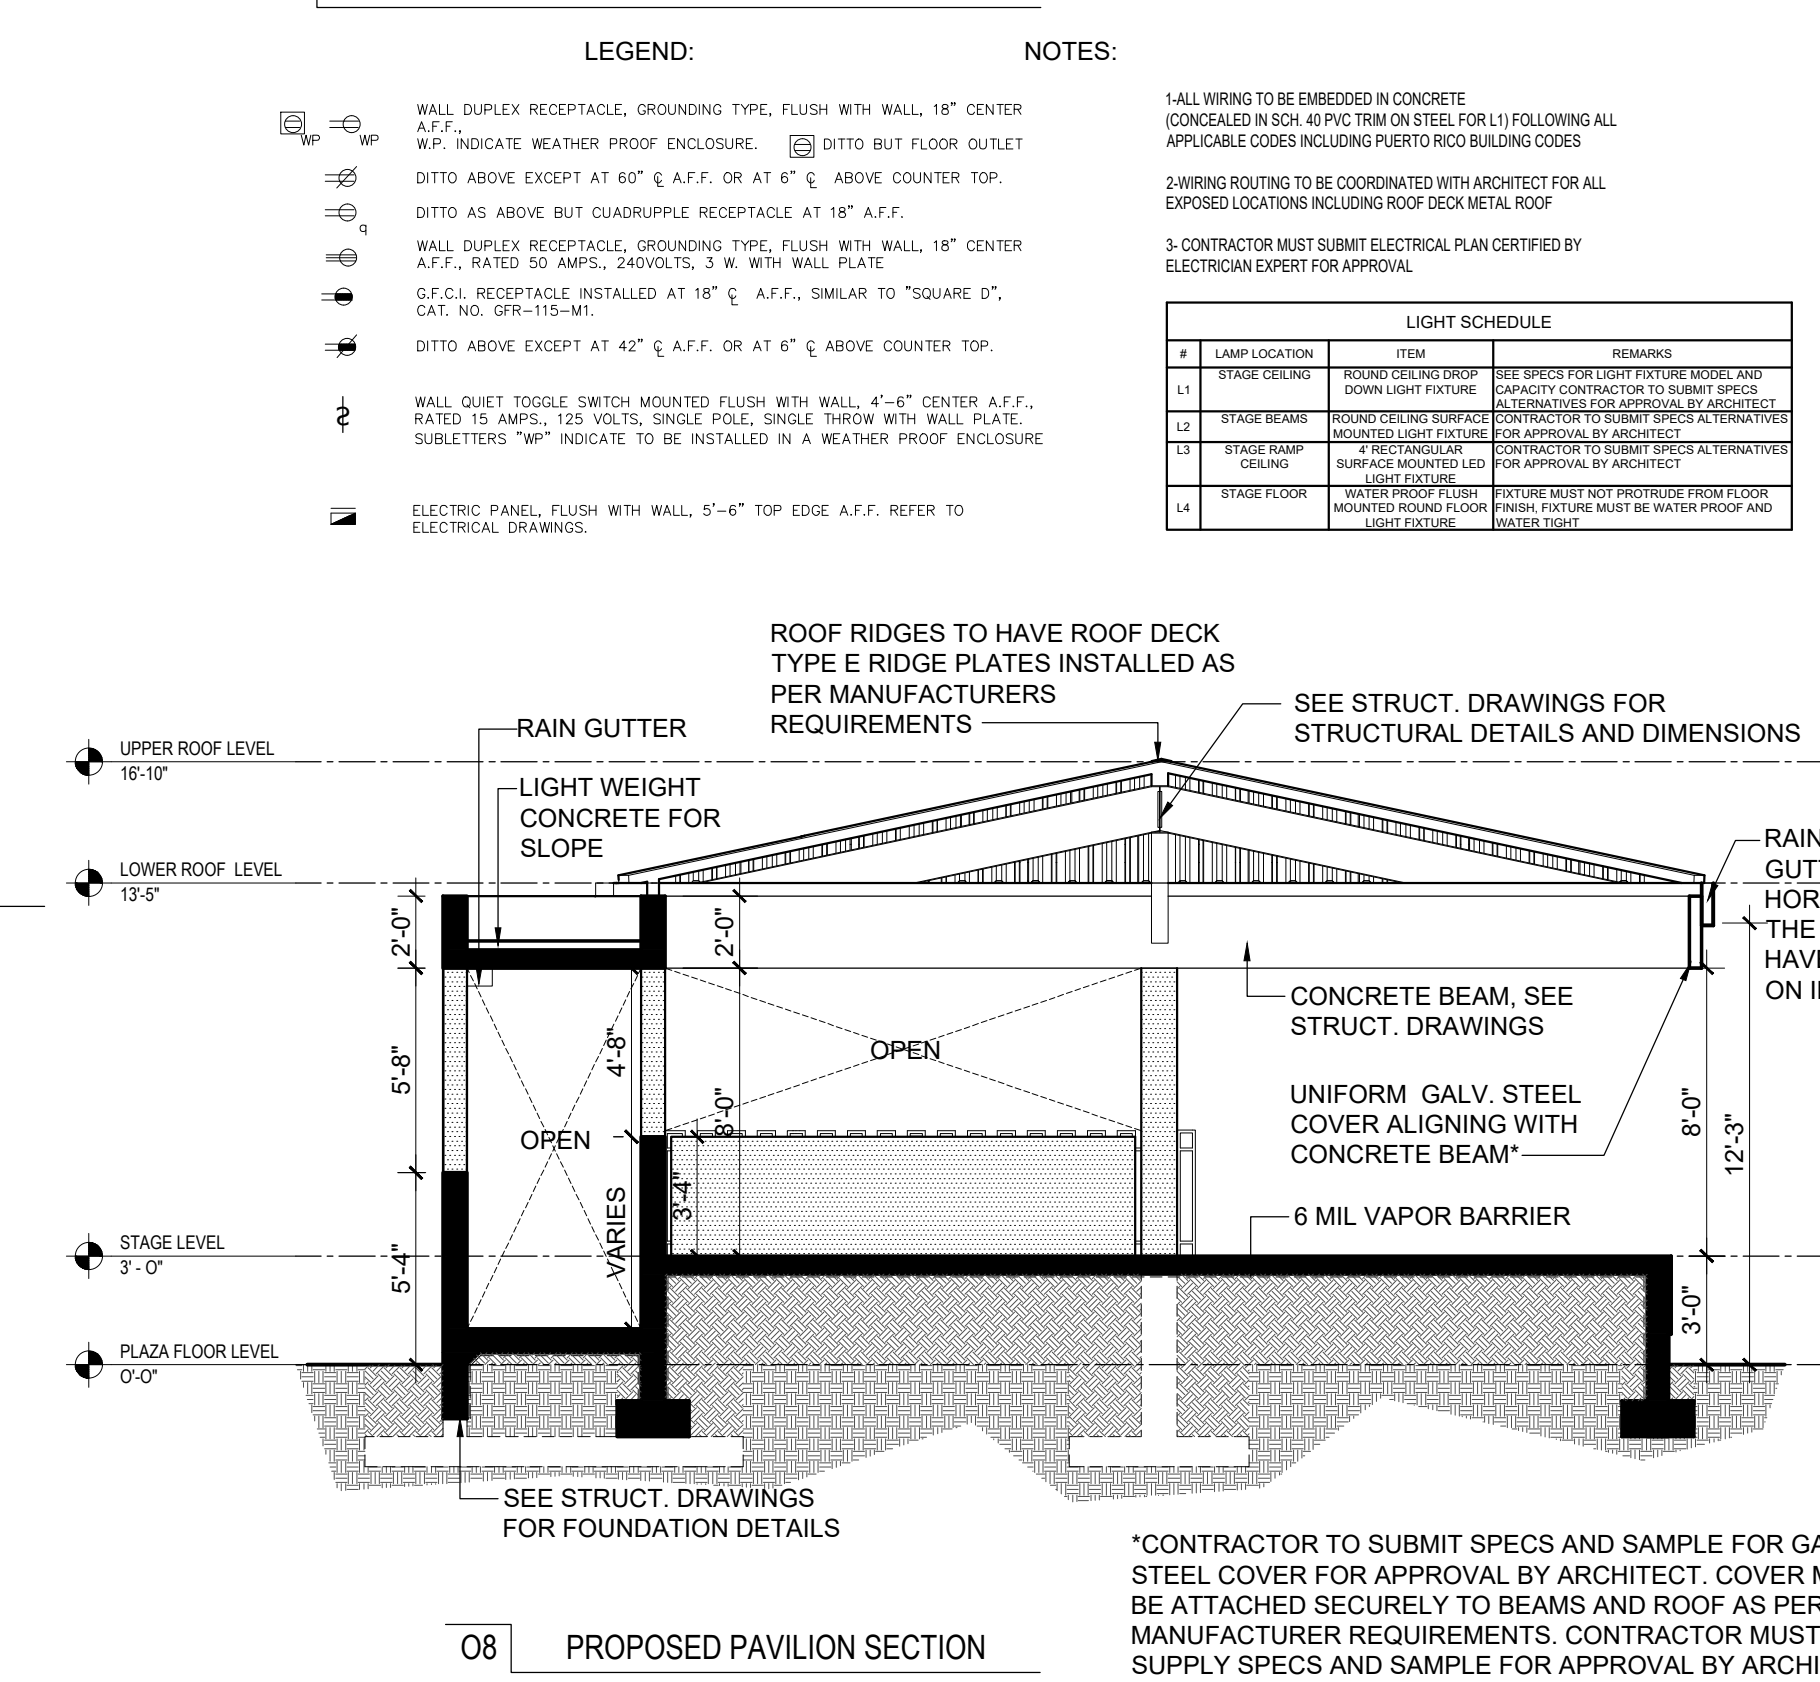 LEGEND:
WP WP
WALL DUPLEX RECEPTACLE, GROUNDING TYPE, FLUSH WITH WALL, 18" CENTER
A.F.F.,
W.P. INDICATE WEATHER PROOF ENCLOSURE. DITTO BUT FLOOR OUTLET
DITTO ABOVE EXCEPT AT 60" ℄ A.F.F. OR AT 6" ℄ ABOVE COUNTER TOP.
q
DITTO AS ABOVE BUT CUADRUPPLE RECEPTACLE AT 18" A.F.F.
WALL DUPLEX RECEPTACLE, GROUNDING TYPE, FLUSH WITH WALL, 18" CENTER
A.F.F., RATED 50 AMPS., 240VOLTS, 3 W. WITH WALL PLATE
G.F.C.I. RECEPTACLE INSTALLED AT 18" ℄ A.F.F., SIMILAR TO "SQUARE D",
CAT. NO. GFR-115-M1.
DITTO ABOVE EXCEPT AT 42" ℄ A.F.F. OR AT 6" ℄ ABOVE COUNTER TOP.
WALL QUIET TOGGLE SWITCH MOUNTED FLUSH WITH WALL, 4'-6" CENTER A.F.F.,
RATED 15 AMPS., 125 VOLTS, SINGLE POLE, SINGLE THROW WITH WALL PLATE.
SUBLETTERS "WP" INDICATE TO BE INSTALLED IN A WEATHER PROOF ENCLOSURE
ELECTRIC PANEL, FLUSH WITH WALL, 5'-6" TOP EDGE A.F.F. REFER TO
ELECTRICAL DRAWINGS.
NOTES:
1-ALL WIRING TO BE EMBEDDED IN CONCRETE
(CONCEALED IN SCH. 40 PVC TRIM ON STEEL FOR L1) FOLLOWING ALL
APPLICABLE CODES INCLUDING PUERTO RICO BUILDING CODES
2-WIRING ROUTING TO BE COORDINATED WITH ARCHITECT FOR ALL
EXPOSED LOCATIONS INCLUDING ROOF DECK METAL ROOF
3- CONTRACTOR MUST SUBMIT ELECTRICAL PLAN CERTIFIED BY
ELECTRICIAN EXPERT FOR APPROVAL
LIGHT SCHEDULE
# LAMP LOCATION ITEM REMARKS
L1 STAGE CEILING ROUND CEILING DROP SEE SPECS FOR LIGHT FIXTURE MODEL AND
DOWN LIGHT FIXTURE CAPACITY CONTRACTOR TO SUBMIT SPECS
ALTERNATIVES FOR APPROVAL BY ARCHITECT
L2 STAGE BEAMS ROUND CEILING SURFACE CONTRACTOR TO SUBMIT SPECS ALTERNATIVES
MOUNTED LIGHT FIXTURE FOR APPROVAL BY ARCHITECT
L3 STAGE RAMP 4' RECTANGULAR CONTRACTOR TO SUBMIT SPECS ALTERNATIVES
CEILING SURFACE MOUNTED LED FOR APPROVAL BY ARCHITECT
LIGHT FIXTURE
L4 STAGE FLOOR WATER PROOF FLUSH FIXTURE MUST NOT PROTRUDE FROM FLOOR
MOUNTED ROUND FLOOR FINISH, FIXTURE MUST BE WATER PROOF AND
LIGHT FIXTURE WATER TIGHT
ROOF RIDGES TO HAVE ROOF DECK
TYPE E RIDGE PLATES INSTALLED AS
PER MANUFACTURERS
REQUIREMENTS
SEE STRUCT. DRAWINGS FOR
STRUCTURAL DETAILS AND DIMENSIONS
RAIN GUTTER
LIGHT WEIGHT
CONCRETE FOR
SLOPE
UPPER ROOF LEVEL
16'-10"
LOWER ROOF LEVEL
13'-5"
STAGE LEVEL
3' - 0"
PLAZA FLOOR LEVEL
0'-0"
2'-0"
5'-8"
5'-4"
4'-8"
VARIES
OPEN
2'-0"
8'-0"
3'-4"
OPEN
CONCRETE BEAM, SEE
STRUCT. DRAWINGS
UNIFORM GALV. STEEL
COVER ALIGNING WITH
CONCRETE BEAM*
6 MIL VAPOR BARRIER
8'-0"
12'-3"
3'-0"
RAIN
GUTT
HOR
THE
HAVE
ON I
SEE STRUCT. DRAWINGS
FOR FOUNDATION DETAILS
*CONTRACTOR TO SUBMIT SPECS AND SAMPLE FOR GA
STEEL COVER FOR APPROVAL BY ARCHITECT. COVER M
BE ATTACHED SECURELY TO BEAMS AND ROOF AS PER
MANUFACTURER REQUIREMENTS. CONTRACTOR MUST
SUPPLY SPECS AND SAMPLE FOR APPROVAL BY ARCHI
08 PROPOSED PAVILION SECTION